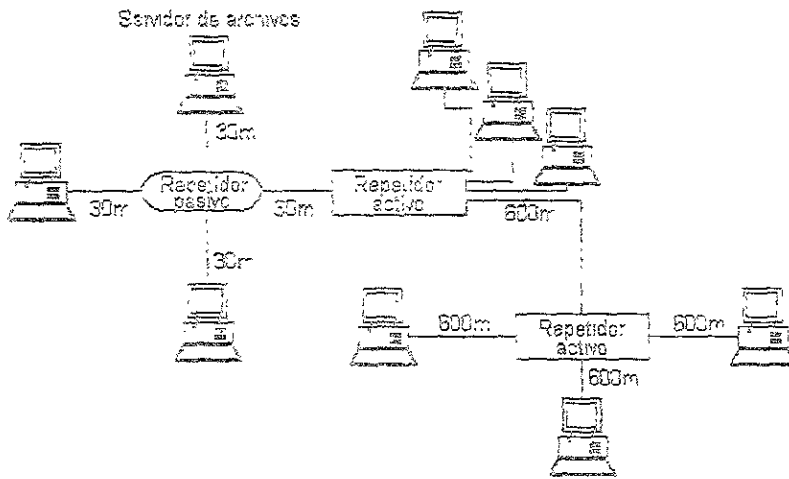 Servidor de archivos
30m
Repetidor
pasivo
30m
30m
Repetidor
activo
600m
30m
600m
Repetidor
activo
600m
600m